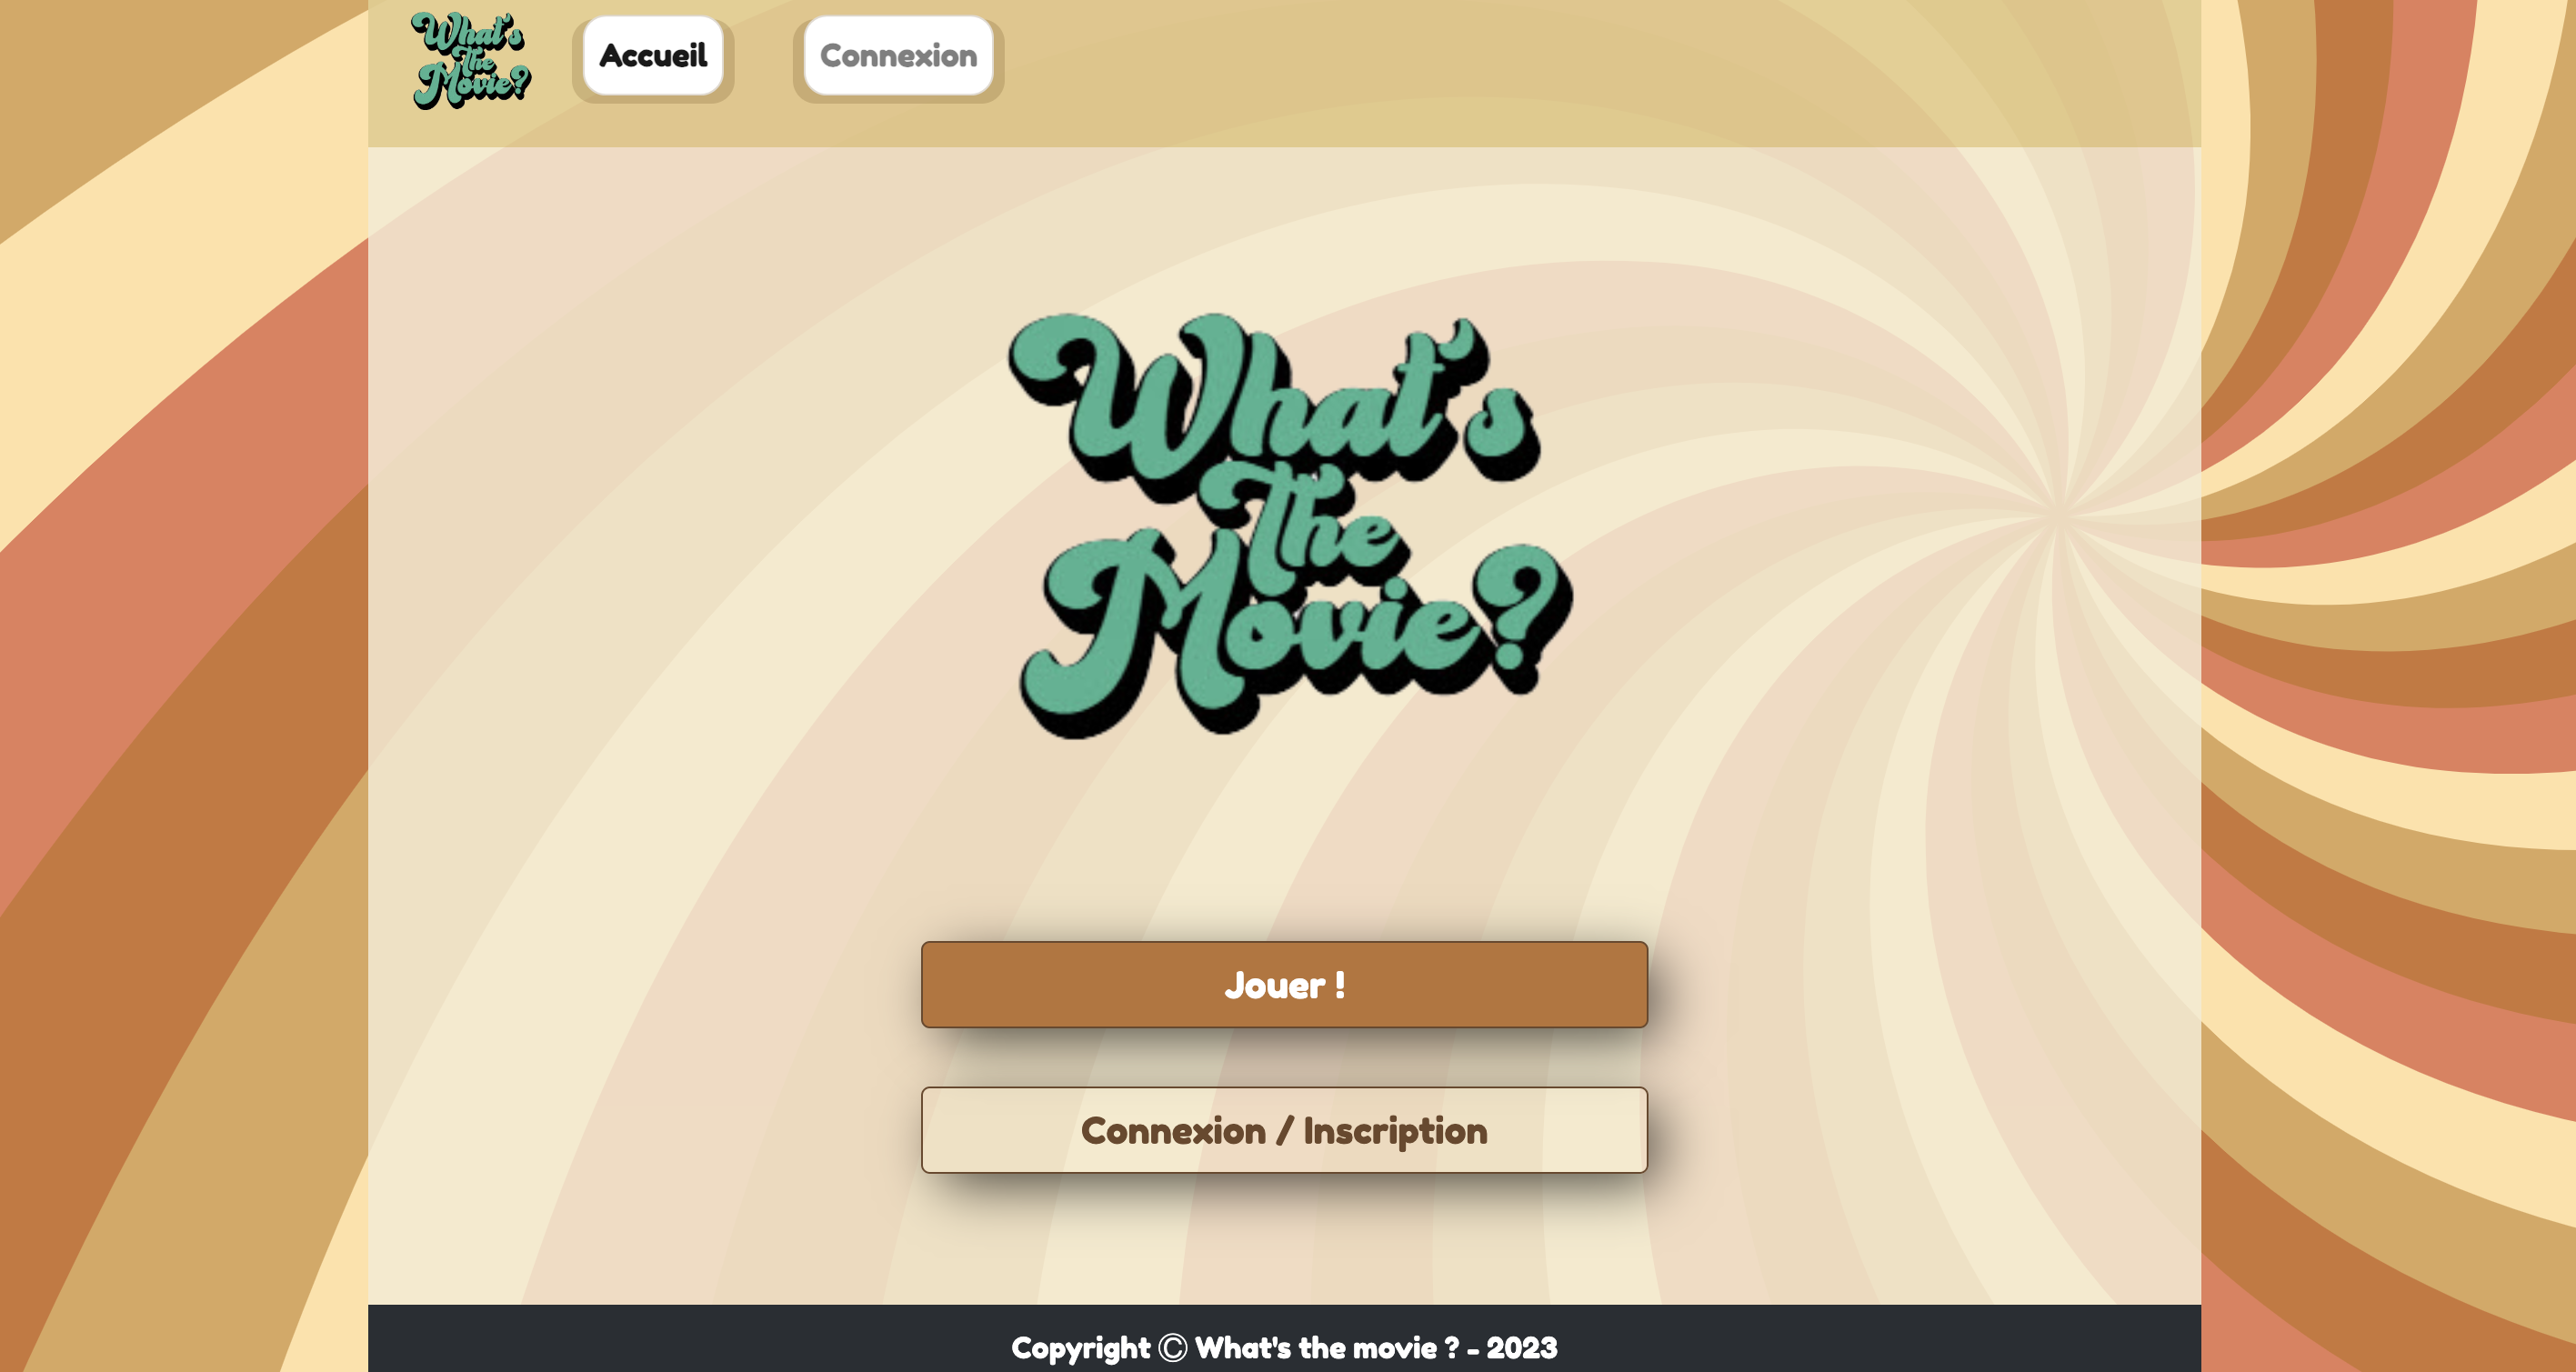 What's
The
Movie?
Accueil
Connexion
What's
The
Movie?
Jouer !
Connexion / Inscription
Copyright © What's the movie ? - 2023